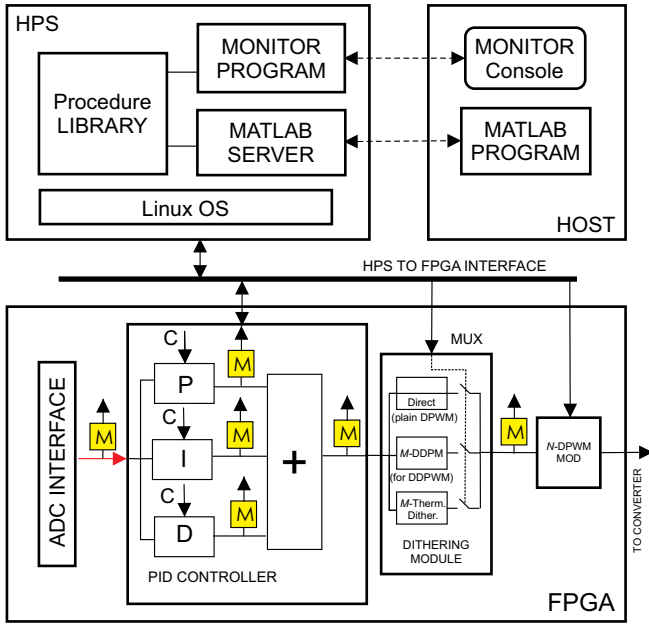 HPS
MONITOR
PROGRAM
Procedure
LIBRARY
MATLAB
SERVER
Linux OS
MONITOR
Console
MATLAB
PROGRAM
HOST
HPS TO FPGA INTERFACE
ADC INTERFACE
M
C
P
M
C
I
M
C
D
M
+
M
PID CONTROLLER
MUX
Direct
(plain DPWM)
M-DDPM
(for DDPWM)
M-Therm.
Dither.
DITHERING
MODULE
M
N-DPWM
MOD
TO CONVERTER
FPGA